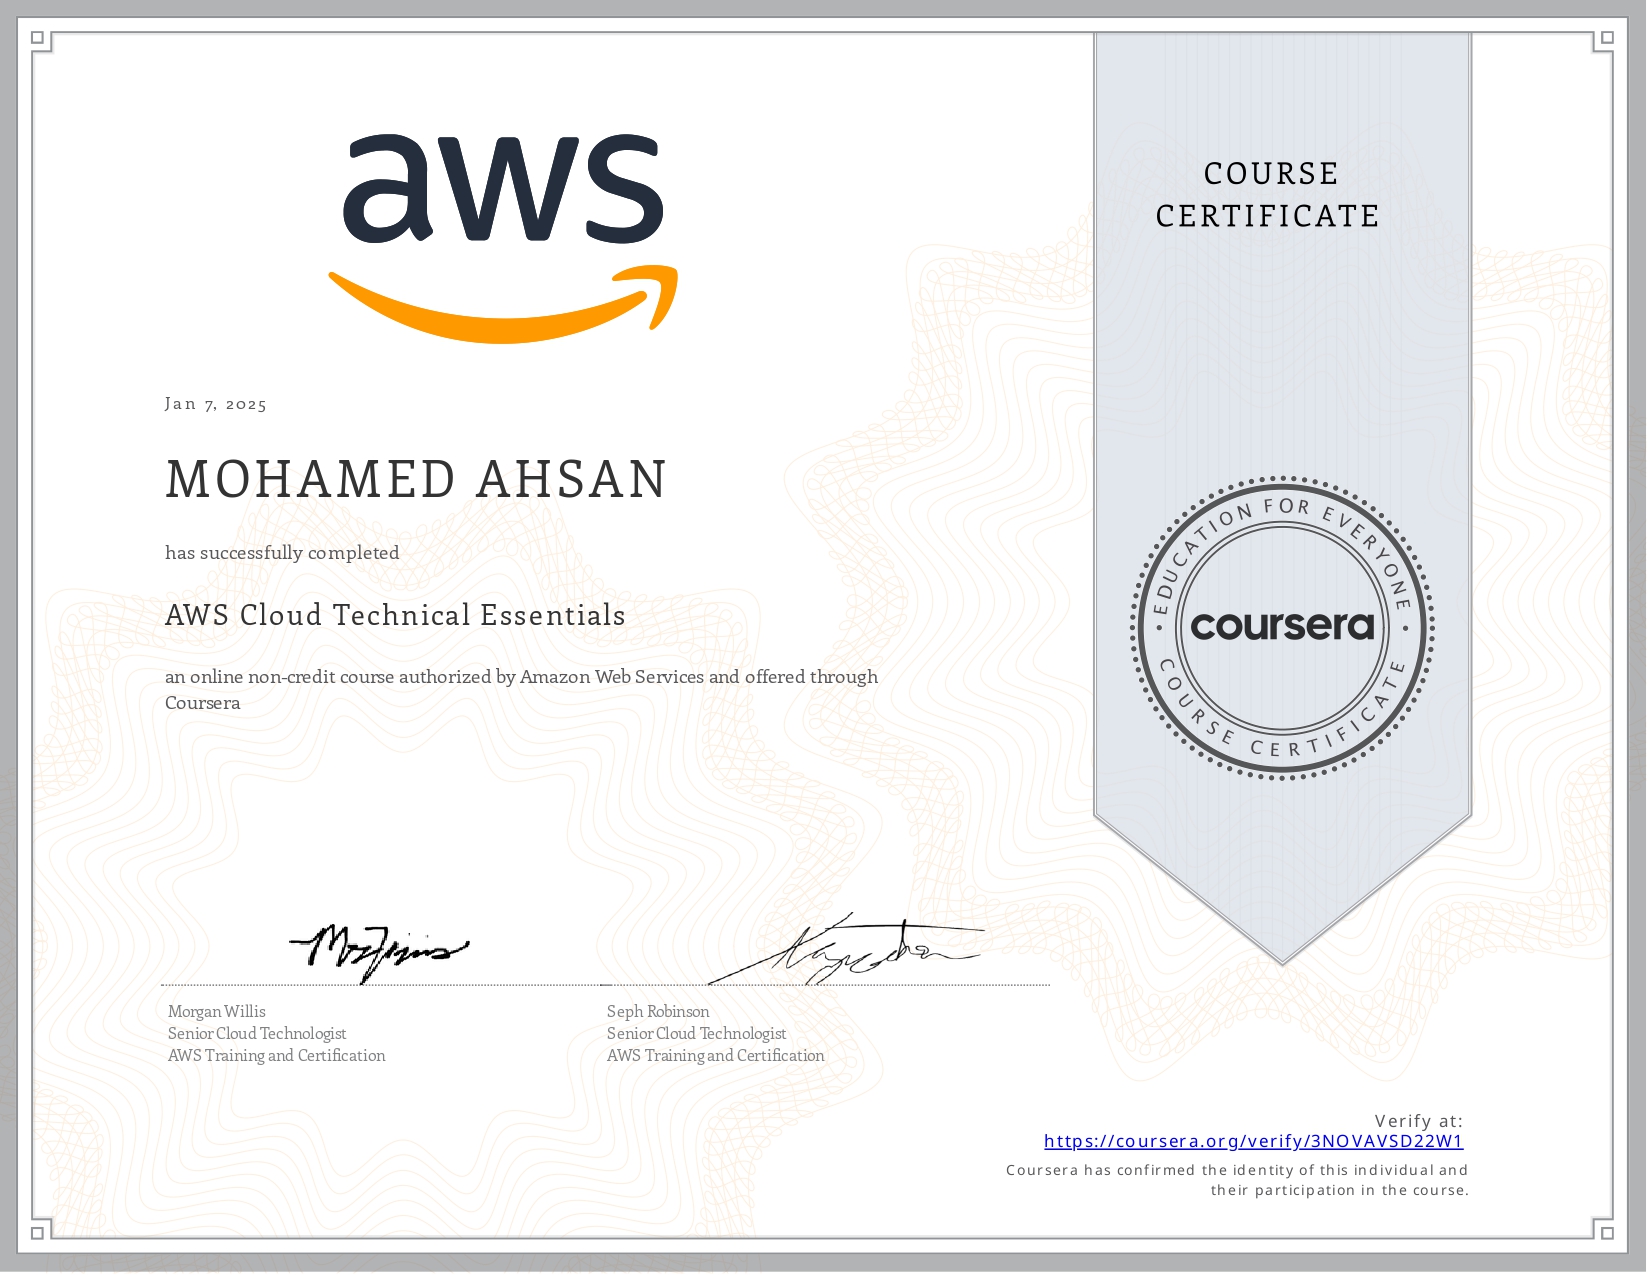 aws
COURSE
CERTIFICATE
Jan 7, 2025
MOHAMED AHSAN
has successfully completed
AWS Cloud Technical Essentials
an online non-credit course authorized by Amazon Web Services and offered through
Coursera
EDUCATION FOR EVERYONE
coursera
COURSE CERTIFICATE
Morgan Willis
Senior Cloud Technologist
AWS Training and Certification
Seph Robinson
Senior Cloud Technologist
AWS Training and Certification
Verify at:
https://coursera.org/verify/3NOVAVSD22W1
Coursera has confirmed the identity of this individual and
their participation in the course.